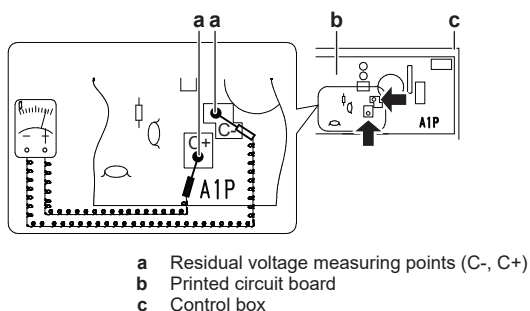 a a
b
c
C-
C+
A1P
A1P
a Residual voltage measuring points (C-, C+)
b Printed circuit board
c Control box